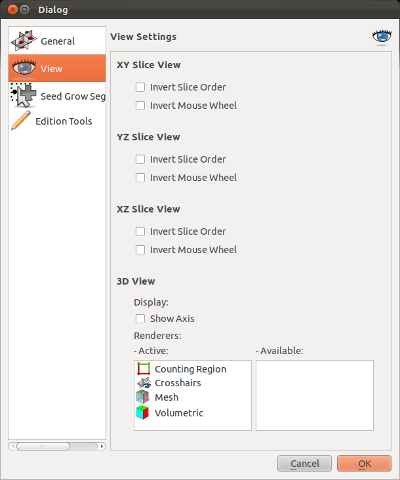 Dialog
General
View
Seed Grow Seg
Edition Tools
View Settings
XY Slice View
Invert Slice Order
Invert Mouse Wheel
YZ Slice View
Invert Slice Order
Invert Mouse Wheel
XZ Slice View
Invert Slice Order
Invert Mouse Wheel
3D View
Display:
Show Axis
Renderers:
- Active: - Available:
Counting Region
Crosshairs
Mesh
Volumetric
Cancel OK